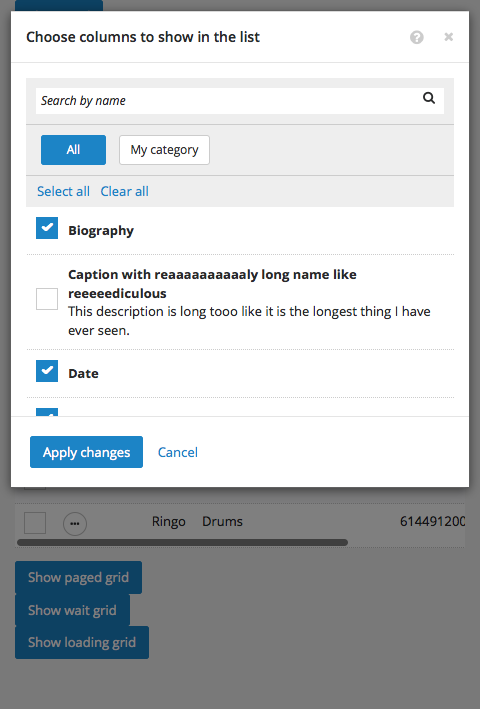 Choose columns to show in the list
Search by name
All My category
Select all Clear all
Biography
Caption with reaaaaaaaaaaly long name like
reeeeediculous
This description is long tooo like it is the longest thing I have
ever seen.
Date
Apply changes Cancel
Ringo Drums 614491200
Show paged grid
Show wait grid
Show loading grid